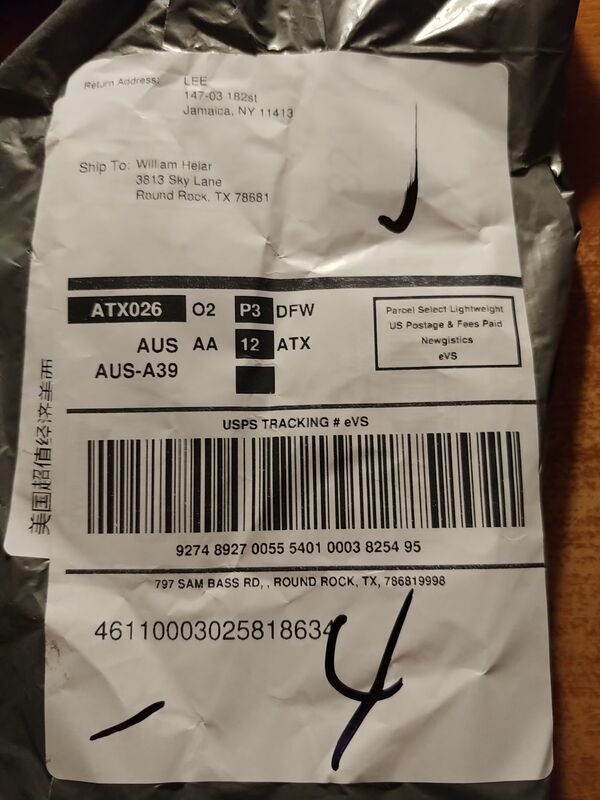 Return Address: LEE
147-03 182st
Jamaica, NY 11413
Ship To: William Helar
3813 Sky Lane
Round Rock, TX 78681
ATX026 O2 P3 DFW
AUS AA 12 ATX
AUS-A39
Parcel Select Lightweight
US Postage & Fees Paid
Newgistics
eVS
美国超值经济美西
USPS TRACKING # eVS
9274 8927 0055 5401 0003 8254 95
797 SAM BASS RD, , ROUND ROCK, TX, 786819998
46110003025818634
4